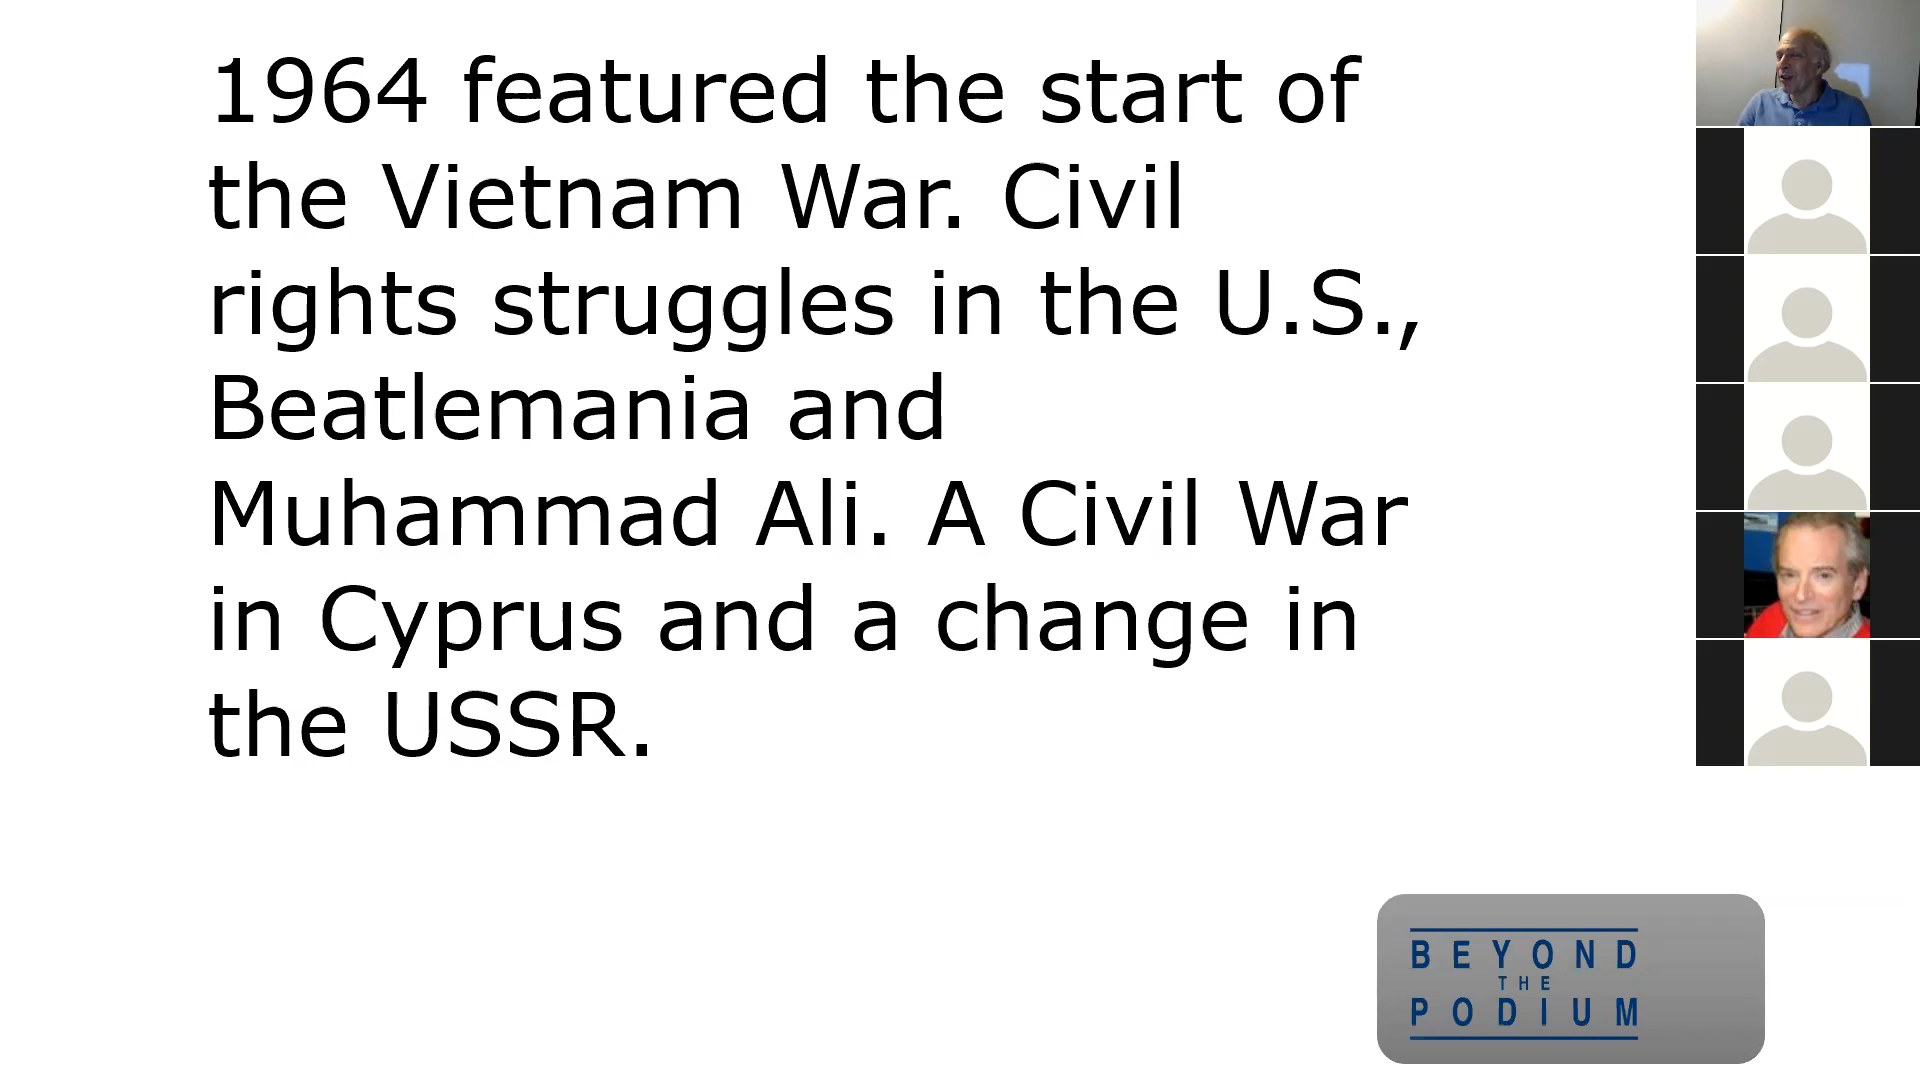 1964 featured the start of
the Vietnam War. Civil
rights struggles in the U.S.,
Beatlemania and
Muhammad Ali. A Civil War
in Cyprus and a change in
the USSR.
BEYOND
THE
PODIUM